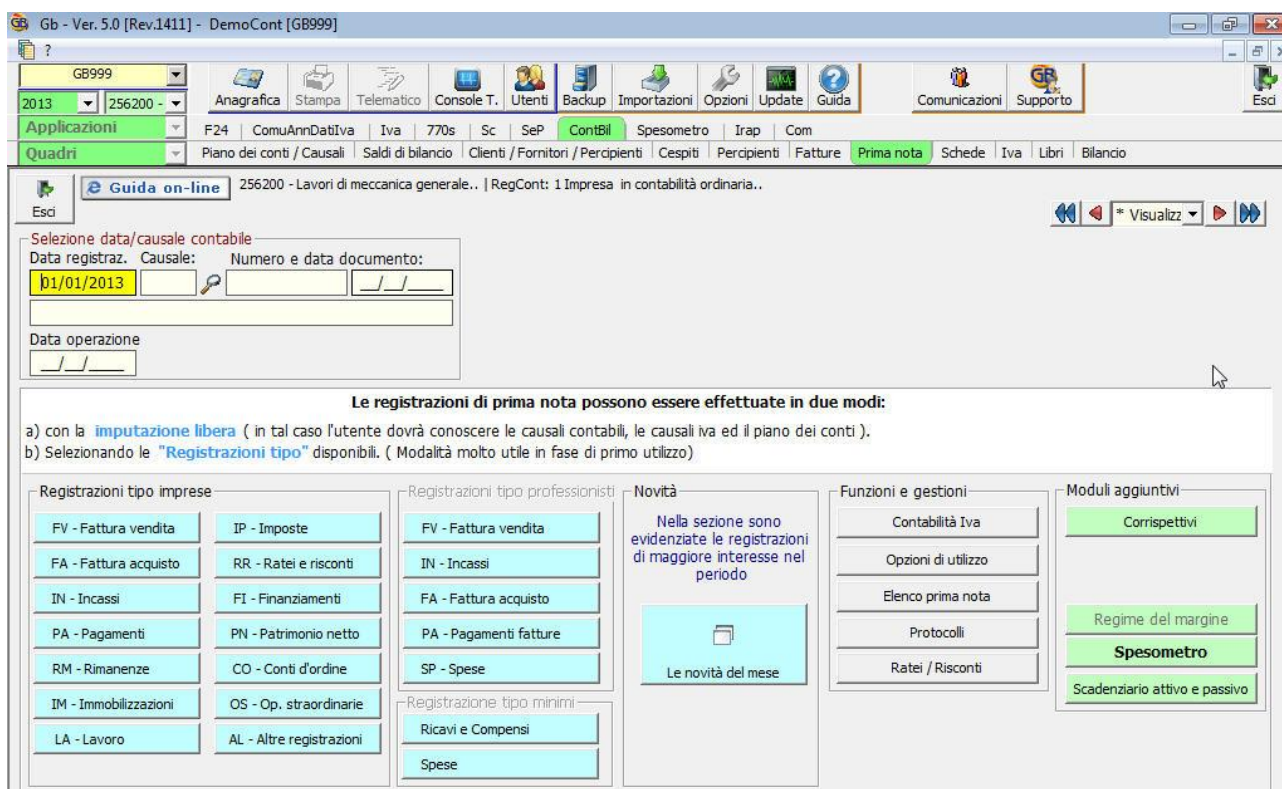 Gb - Ver. 5.0 [Rev.1411] - DemoCont [GB999]
?
GB999
2013 256200 -
Anagrafica Stampa Telematico Console T. Utenti Backup Importazioni Opzioni Update Guida Comunicazioni Supporto Esci
Applicazioni F24 ComuAnnDatiIva Iva 770s Sc SeP ContBil Spesometro Irap Com
Quadri Piano dei conti / Causali Saldi di bilancio Clienti / Fornitori / Percipienti Cespiti Percipienti Fatture Prima nota Schede Iva Libri Bilancio
Esci Guida on-line 256200 - Lavori di meccanica generale.. | RegCont: 1 Impresa in contabilità ordinaria..
* Visualizz
Selezione data/causale contabile
Data registraz. Causale: Numero e data documento:
01/01/2013 __/__/____
Data operazione
__/__/____
Le registrazioni di prima nota possono essere effettuate in due modi:
a) con la imputazione libera ( in tal caso l'utente dovrà conoscere le causali contabili, le causali iva ed il piano dei conti ).
b) Selezionando le "Registrazioni tipo" disponibili. ( Modalità molto utile in fase di primo utilizzo)
Registrazioni tipo imprese
FV - Fattura vendita
FA - Fattura acquisto
IN - Incassi
PA - Pagamenti
RM - Rimanenze
IM - Immobilizzazioni
LA - Lavoro
IP - Imposte
RR - Ratei e risconti
FI - Finanziamenti
PN - Patrimonio netto
CO - Conti d'ordine
OS - Op. straordinarie
AL - Altre registrazioni
Registrazioni tipo professionisti
FV - Fattura vendita
IN - Incassi
FA - Fattura acquisto
PA - Pagamenti fatture
SP - Spese
Registrazione tipo minimi
Ricavi e Compensi
Spese
Novità
Nella sezione sono
evidenziate le registrazioni
di maggiore interesse nel
periodo
Le novità del mese
Funzioni e gestioni
Contabilità Iva
Opzioni di utilizzo
Elenco prima nota
Protocolli
Ratei / Risconti
Moduli aggiuntivi
Corrispettivi
Regime del margine
Spesometro
Scadenziario attivo e passivo